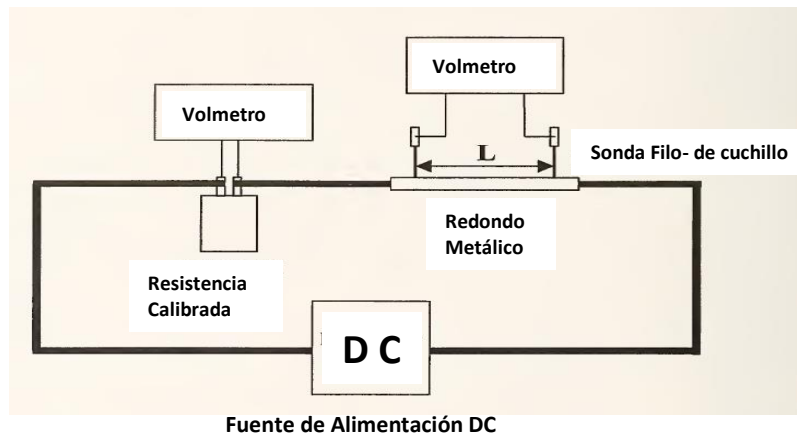 Volmetro
Volmetro
L
Sonda Filo- de cuchillo
Redondo
Metálico
Resistencia
Calibrada
D C
Fuente de Alimentación DC